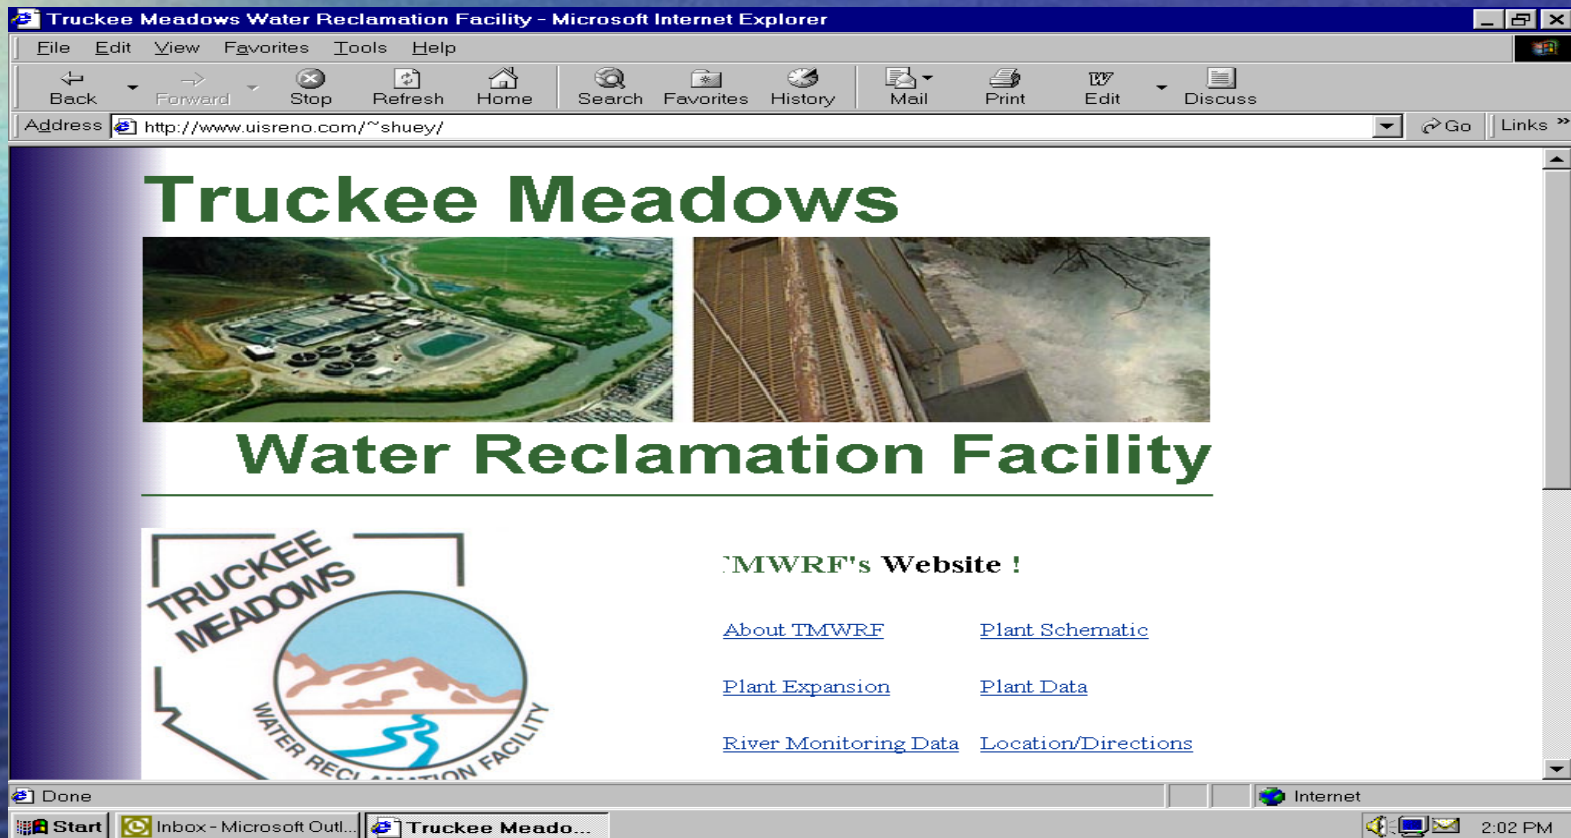 Truckee Meadows Water Reclamation Facility - Microsoft Internet Explorer
File Edit View Favorites Tools Help
Back Forward Stop Refresh Home Search Favorites History Mail Print Edit Discuss
Address http://www.uisreno.com/~shuey/ Go Links »
Truckee Meadows
Water Reclamation Facility
TRUCKEE
MEADOWS
WATER RECLAMATION FACILITY
TMWRF's Website !
About TMWRF Plant Schematic
Plant Expansion Plant Data
River Monitoring Data Location/Directions
Done Internet
Start Inbox - Microsoft Outl... Truckee Meado... 2:02 PM